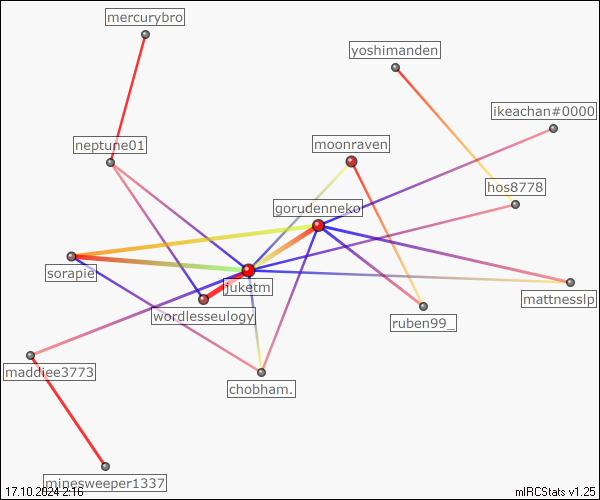 mercurybro
yoshimanden
ikeachan#0000
neptune01
moonraven
hos8778
gorudenneko
sorapie
juketm
mattnesslp
wordlesseulogy
ruben99_
maddiee3773
chobham.
minesweeper1337
17.10.2024 2:16
mIRCStats v1.25